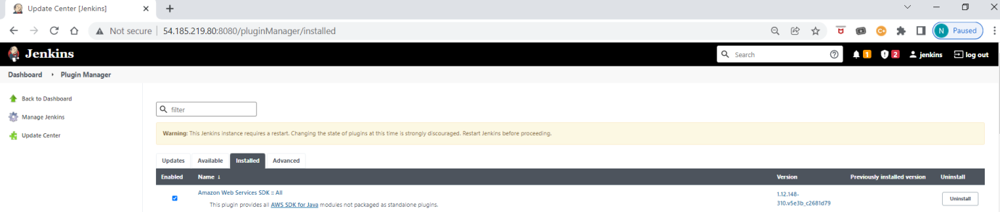 Update Center [Jenkins]
Not secure | 54.185.219.80:8080/pluginManager/installed
N Paused
Jenkins
Search
1
2
jenkins
log out
Dashboard
Plugin Manager
Back to Dashboard
Manage Jenkins
Update Center
filter
Warning: This Jenkins instance requires a restart. Changing the state of plugins at this time is strongly discouraged. Restart Jenkins before proceeding.
Updates Available Installed Advanced
Enabled Name ↓ Version Previously installed version Uninstall
Amazon Web Services SDK :: All
This plugin provides all AWS SDK for Java modules not packaged as standalone plugins.
1.12.148-
310.v5e3b_c2681d79
Uninstall